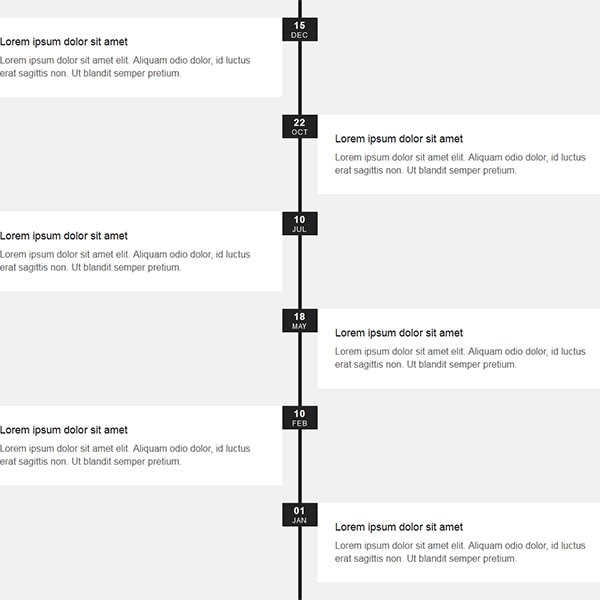 15
DEC
Lorem ipsum dolor sit amet
Lorem ipsum dolor sit amet elit. Aliquam odio dolor, id luctus
erat sagittis non. Ut blandit semper pretium.
22
OCT
Lorem ipsum dolor sit amet
Lorem ipsum dolor sit amet elit. Aliquam odio dolor, id luctus
erat sagittis non. Ut blandit semper pretium.
10
JUL
Lorem ipsum dolor sit amet
Lorem ipsum dolor sit amet elit. Aliquam odio dolor, id luctus
erat sagittis non. Ut blandit semper pretium.
18
MAY
Lorem ipsum dolor sit amet
Lorem ipsum dolor sit amet elit. Aliquam odio dolor, id luctus
erat sagittis non. Ut blandit semper pretium.
10
FEB
Lorem ipsum dolor sit amet
Lorem ipsum dolor sit amet elit. Aliquam odio dolor, id luctus
erat sagittis non. Ut blandit semper pretium.
01
JAN
Lorem ipsum dolor sit amet
Lorem ipsum dolor sit amet elit. Aliquam odio dolor, id luctus
erat sagittis non. Ut blandit semper pretium.